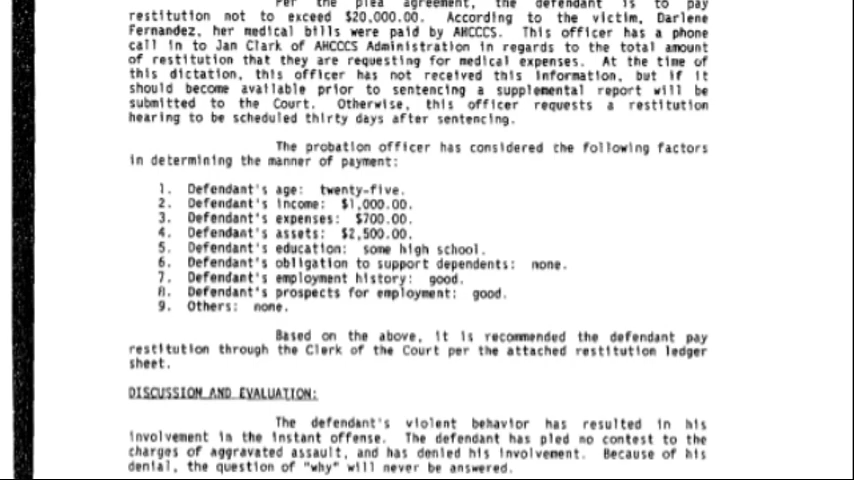 Per the plea agreement, the defendant is to pay
restitution not to exceed $20,000.00. According to the victim, Darlene
Fernandez, her medical bills were paid by AHCCCS. This officer has a phone
call in to Jan Clark of AHCCCS Administration in regards to the total amount
of restitution that they are requesting for medical expenses. At the time of
this dictation, this officer has not received this information, but if it
should become available prior to sentencing a supplemental report will be
submitted to the Court. Otherwise, this officer requests a restitution
hearing to be scheduled thirty days after sentencing.
The probation officer has considered the following factors
in determining the manner of payment:
1. Defendant's age: twenty-five.
2. Defendant's income: $1,000.00.
3. Defendant's expenses: $700.00.
4. Defendant's assets: $2,500.00.
5. Defendant's education: some high school.
6. Defendant's obligation to support dependents: none.
7. Defendant's employment history: good.
8. Defendant's prospects for employment: good.
9. Others: none.
Based on the above, it is recommended the defendant pay
restitution through the Clerk of the Court per the attached restitution ledger
sheet.
DISCUSSION AND EVALUATION:
The defendant's violent behavior has resulted in his
involvement in the instant offense. The defendant has pled no contest to the
charges of aggravated assault, and has denied his involvement. Because of his
denial, the question of "why" will never be answered.